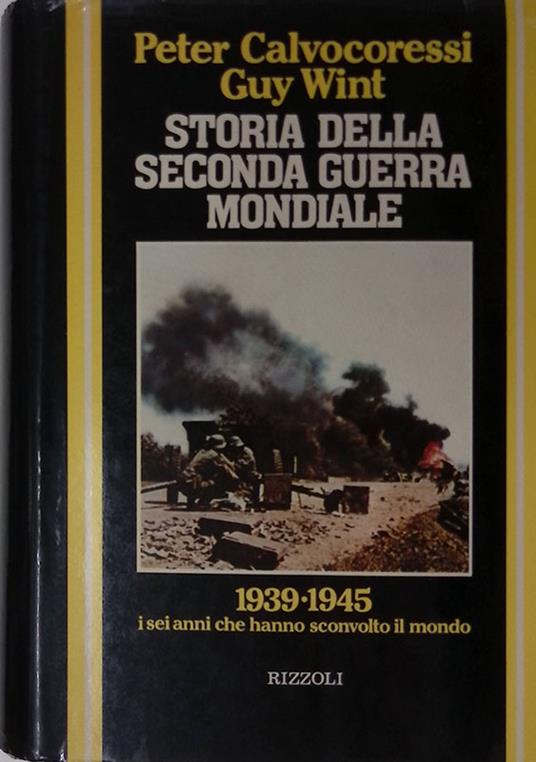 Peter Calvocoressi
Guy Wint
STORIA DELLA
SECONDA GUERRA
MONDIALE
1939•1945
i sei anni che hanno sconvolto il mondo
RIZZOLI